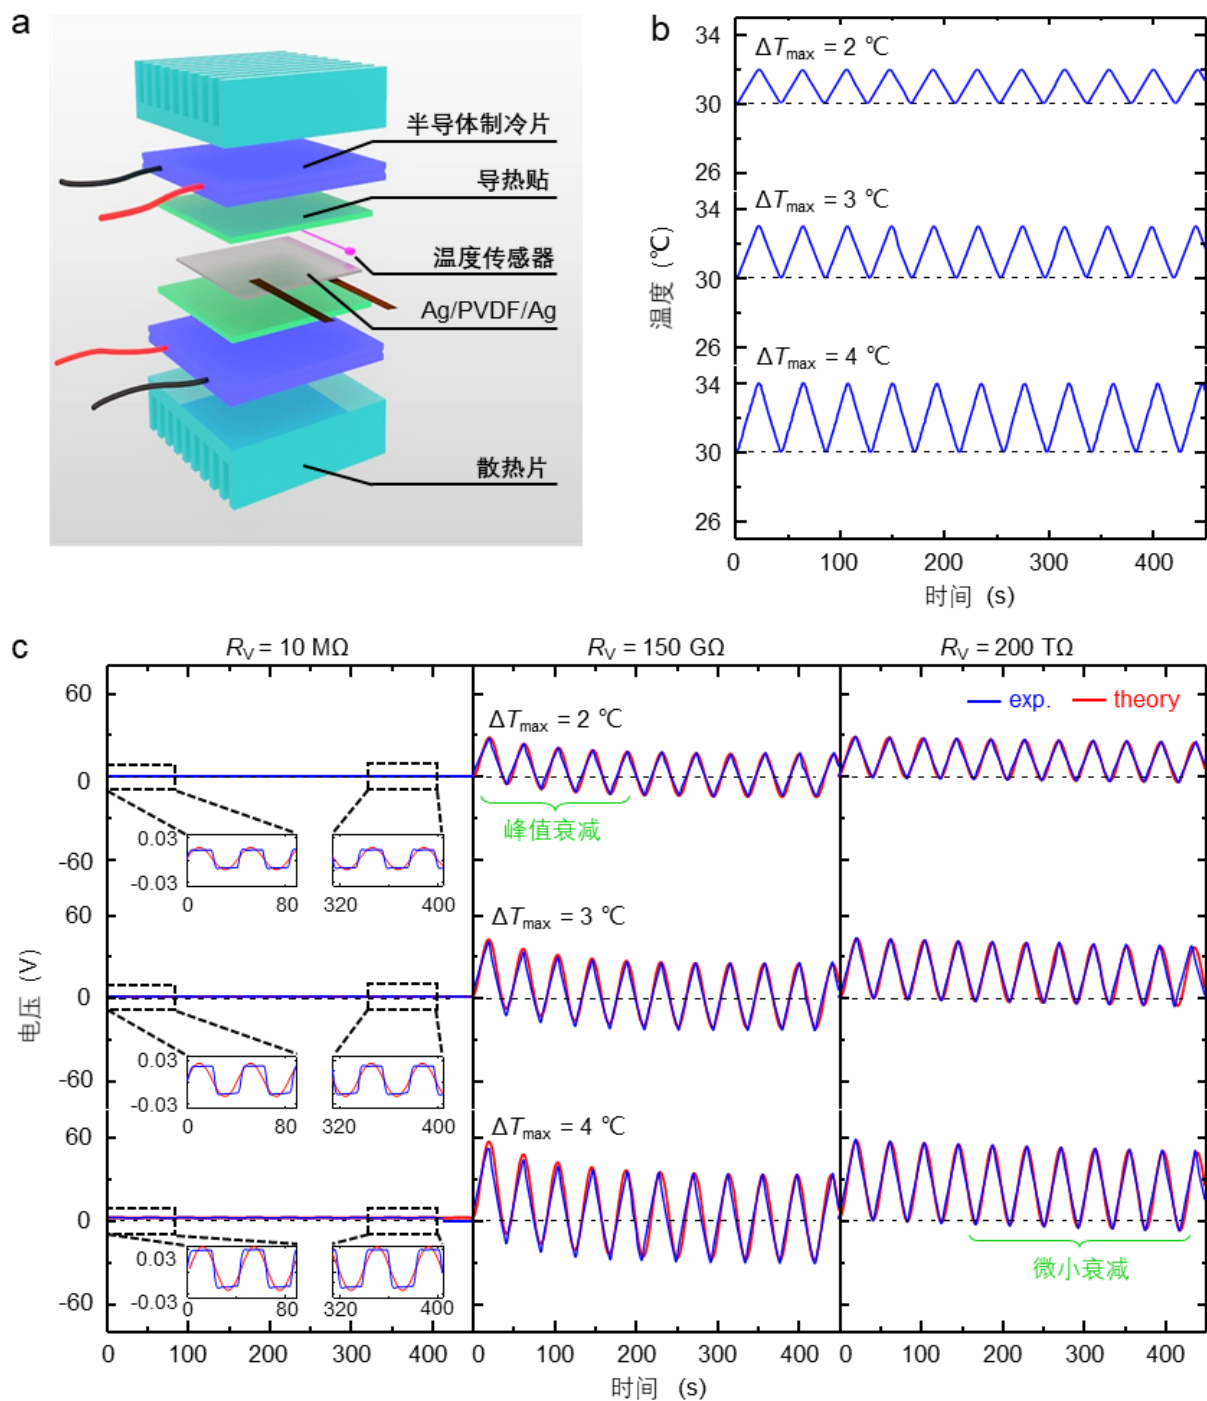 a
半导体制冷片
导热贴
温度传感器
Ag/PVDF/Ag
散热片
b
ΔTmax = 2 ℃
ΔTmax = 3 ℃
ΔTmax = 4 ℃
34
30
26
34
30
26
34
30
26
温度 (℃)
0 100 200 300 400
时间 (s)
c
RV = 10 MΩ
RV = 150 GΩ
RV = 200 TΩ
exp. theory
ΔTmax = 2 ℃
峰值衰减
ΔTmax = 3 ℃
ΔTmax = 4 ℃
微小衰减
60
0
-60
60
0
-60
60
0
-60
电压 (V)
0.03
-0.03
0 80 320 400
0.03
-0.03
0 80 320 400
0.03
-0.03
0 80 320 400
0 100 200 300 400 0 100 200 300 400 0 100 200 300 400
时间 (s)